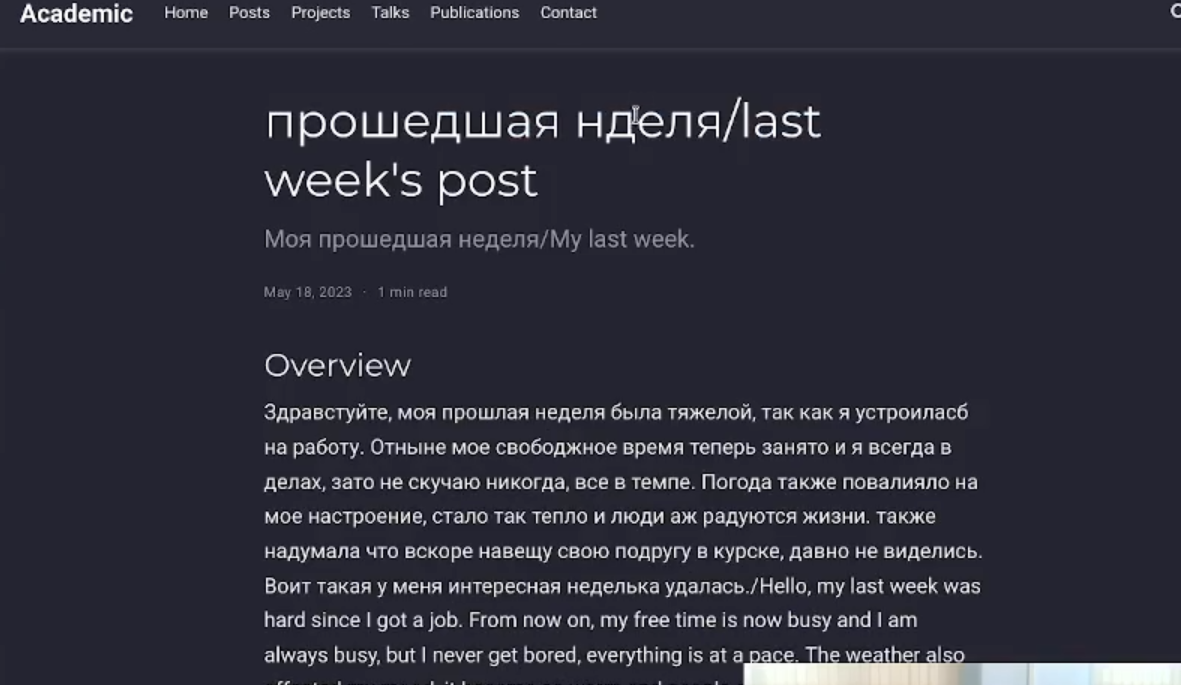 Academic Home Posts Projects Talks Publications Contact
прошедшая нделя/last
week's post
Моя прошедшая неделя/My last week.
May 18, 2023 · 1 min read
Overview
Здравстуйте, моя прошлая неделя была тяжелой, так как я устроиласб
на работу. Отныне мое свободжное время теперь занято и я всегда в
делах, зато не скучаю никогда, все в темпе. Погода также повалияло на
мое настроение, стало так тепло и люди аж радуются жизни. также
надумала что вскоре навещу свою подругу в курске, давно не виделись.
Воит такая у меня интересная неделька удалась./Hello, my last week was
hard since I got a job. From now on, my free time is now busy and I am
always busy, but I never get bored, everything is at a pace. The weather also